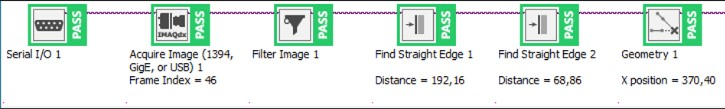 PASS
PASS
PASS
PASS
PASS
PASS
IMAQdx
Serial I/O 1
Acquire Image (1394,
GigE, or USB) 1
Frame Index = 46
Filter Image 1
Find Straight Edge 1
Distance = 192,16
Find Straight Edge 2
Distance = 68,86
Geometry 1
X position = 370,40